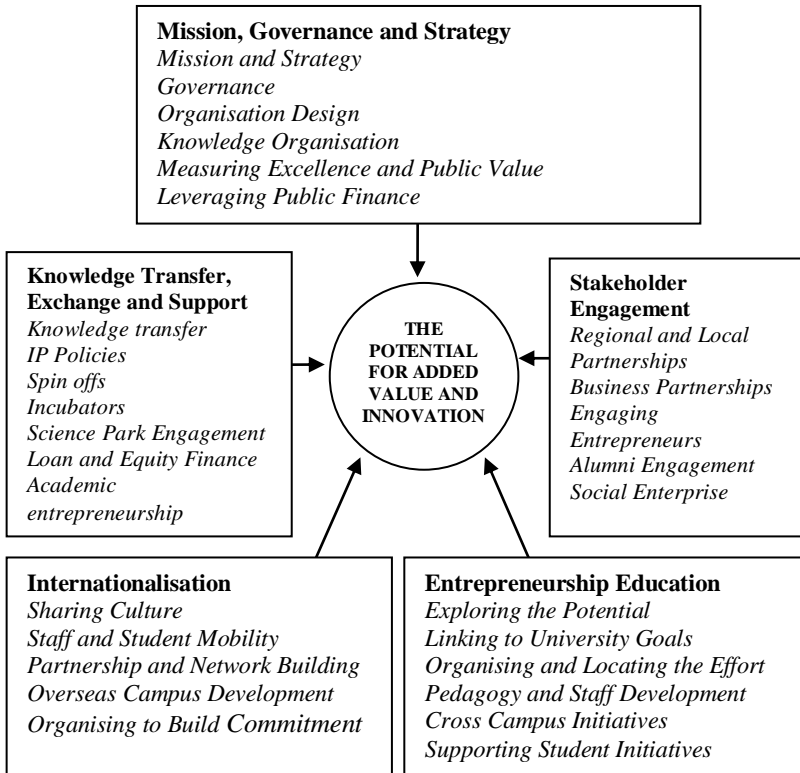 Mission, Governance and Strategy
Mission and Strategy
Governance
Organisation Design
Knowledge Organisation
Measuring Excellence and Public Value
Leveraging Public Finance
Knowledge Transfer,
Exchange and Support
Knowledge transfer
IP Policies
Spin offs
Incubators
Science Park Engagement
Loan and Equity Finance
Academic
entrepreneurship
THE
POTENTIAL
FOR ADDED
VALUE AND
INNOVATION
Stakeholder
Engagement
Regional and Local
Partnerships
Business Partnerships
Engaging
Entrepreneurs
Alumni Engagement
Social Enterprise
Internationalisation
Sharing Culture
Staff and Student Mobility
Partnership and Network Building
Overseas Campus Development
Organising to Build Commitment
Entrepreneurship Education
Exploring the Potential
Linking to University Goals
Organising and Locating the Effort
Pedagogy and Staff Development
Cross Campus Initiatives
Supporting Student Initiatives